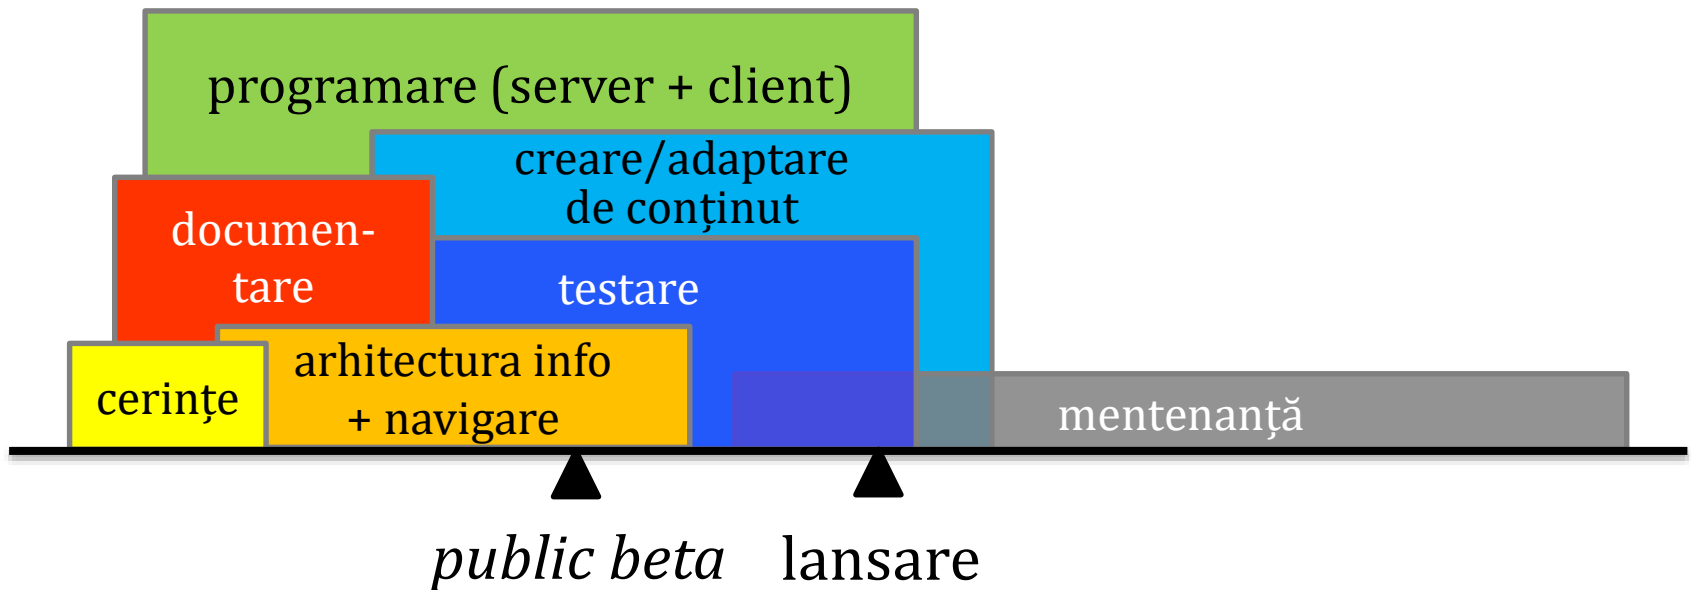 programare (server + client)
creare/adaptare
de conținut
documen-
tare
testare
arhitectura info
+ navigare
cerințe
mentenanță
public beta
lansare